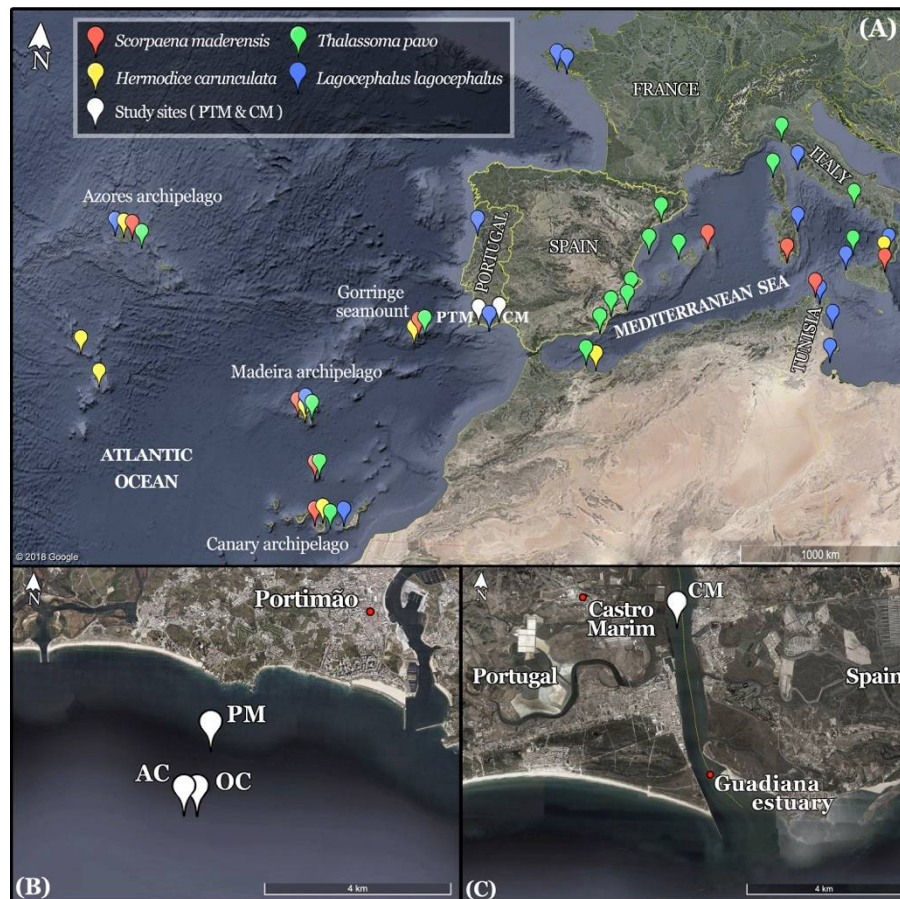 (A)
N
Scorpaena maderensis
Thalassoma pavo
Hermodice carunculata
Lagocephalus lagocephalus
Study sites ( PTM & CM )
FRANCE
ITALY
Azores archipelago
PORTUGAL
SPAIN
Gorringe
seamount
PTM
CM
MEDITERRANEAN SEA
TUNISIA
Madeira archipelago
ATLANTIC
OCEAN
Canary archipelago
© 2018 Google
1000 km
N
Portimão
PM
AC
OC
(B)
4 km
N
CM
Castro
Marim
Portugal
Spain
Guadiana
estuary
(C)
4 km